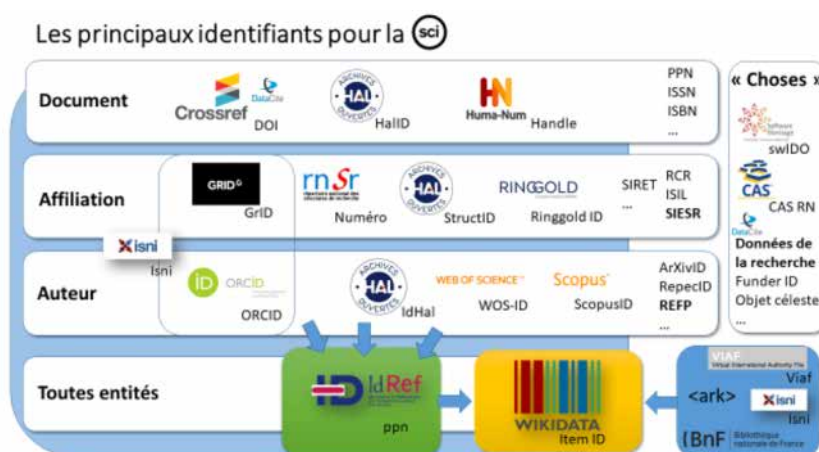 Les principaux identifiants pour la sci
Document
Crossref
DataCite
DOI
ARCHIVES
HAL
OUVERTES
HalID
Huma-Num
Handle
PPN
ISSN
ISBN
...
« Choses »
Software
Heritage
swIDO
CAS
CAS RN
DataCite
Données de
la recherche
Funder ID
Objet céleste
...
Affiliation
GRID
GrID
rnSr
Numéro
ARCHIVES
HAL
OUVERTES
StructID
RINGGOLD
Ringgold ID
SIRET
...
RCR
ISIL
SIESR
isni
Isni
Auteur
iD
ORCID
ORCID
ARCHIVES
HAL
OUVERTES
IdHal
WEB OF SCIENCE
WOS-ID
Scopus
ScopusID
ArXivID
RepecID
REFP
...
Toutes entités
ID IdRef
ppn
WIKIDATA
Item ID
VIAF
Virtual International Authority File
Viaf
<ark>
isni
Isni
{BnF
Bibliothèque
nationale de France